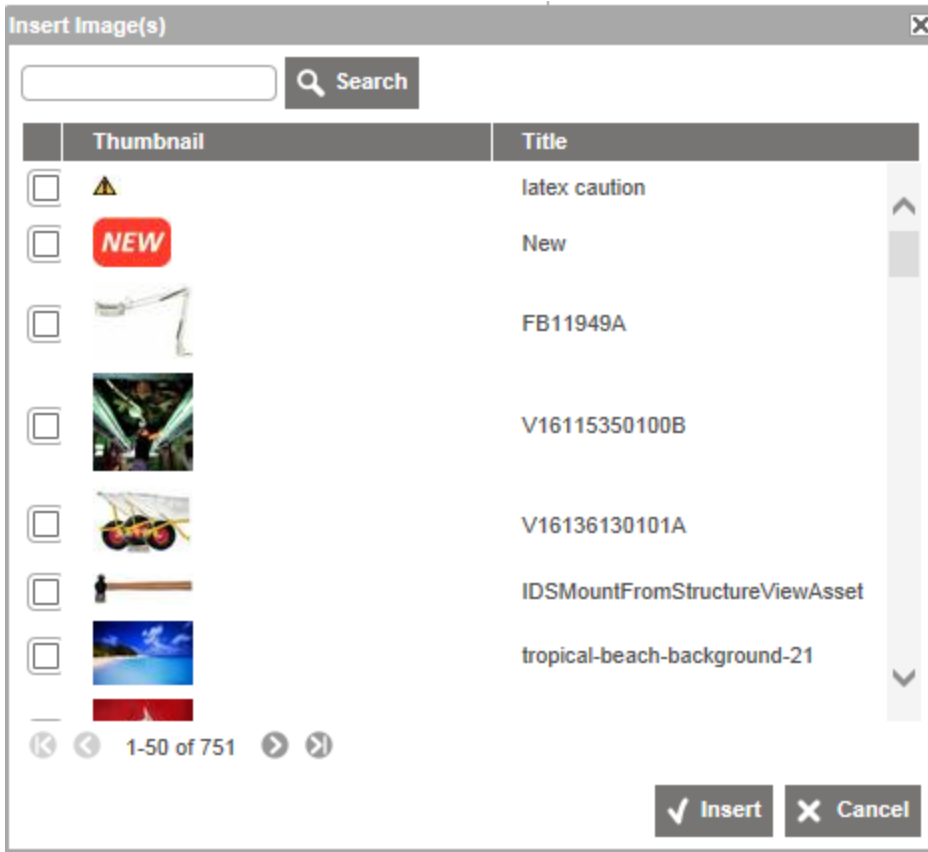 Insert Image(s)
Search
Thumbnail Title
latex caution
NEW New
FB11949A
V16115350100B
V16136130101A
IDSMountFromStructureViewAsset
tropical-beach-background-21
1-50 of 751
Insert Cancel